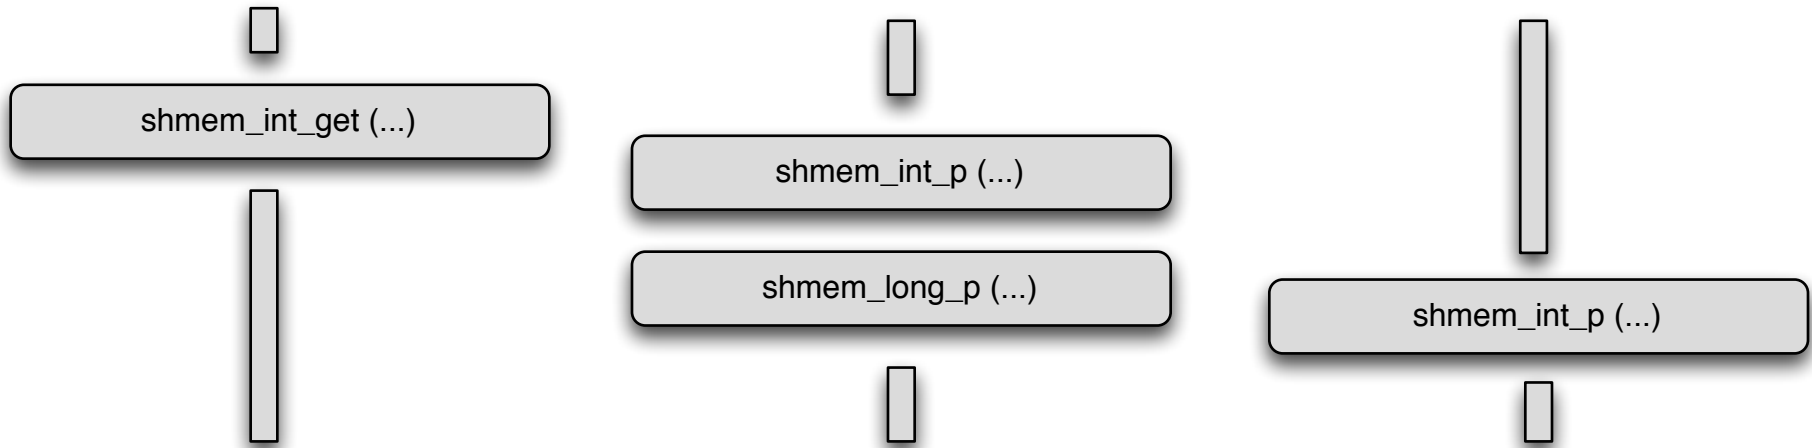 shmem_int_get (...)
shmem_int_p (...)
shmem_long_p (...)
shmem_int_p (...)